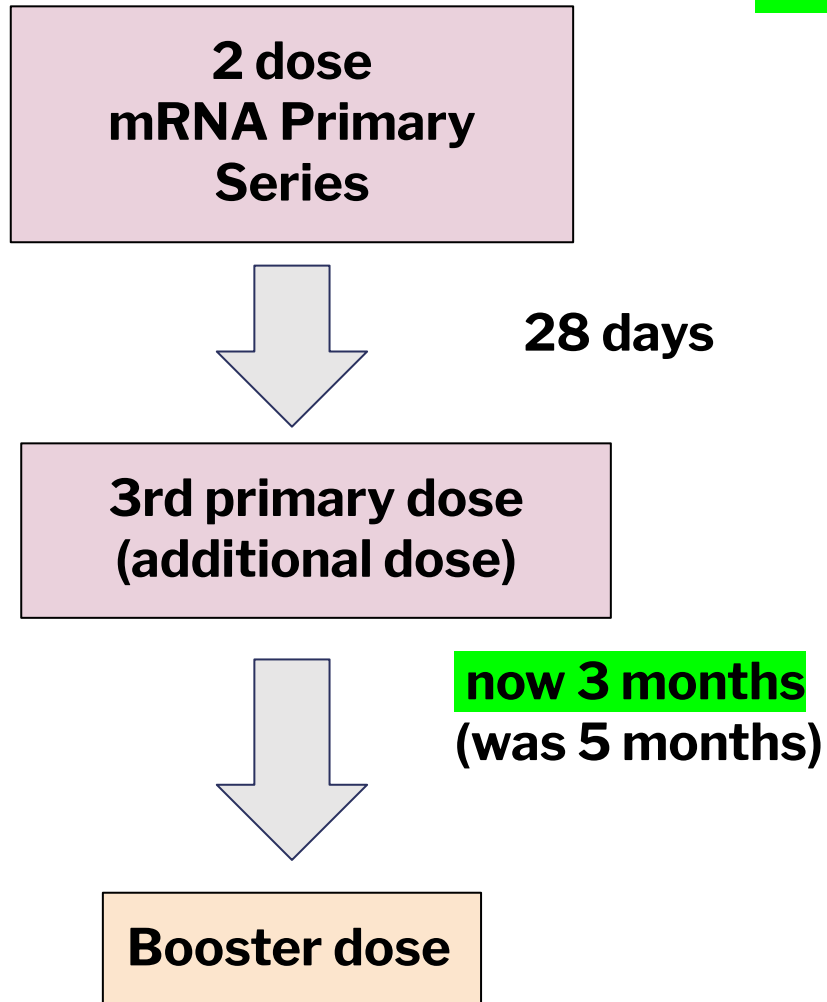 2 dose
mRNA Primary
Series
28 days
3rd primary dose
(additional dose)
now 3 months
(was 5 months)
Booster dose